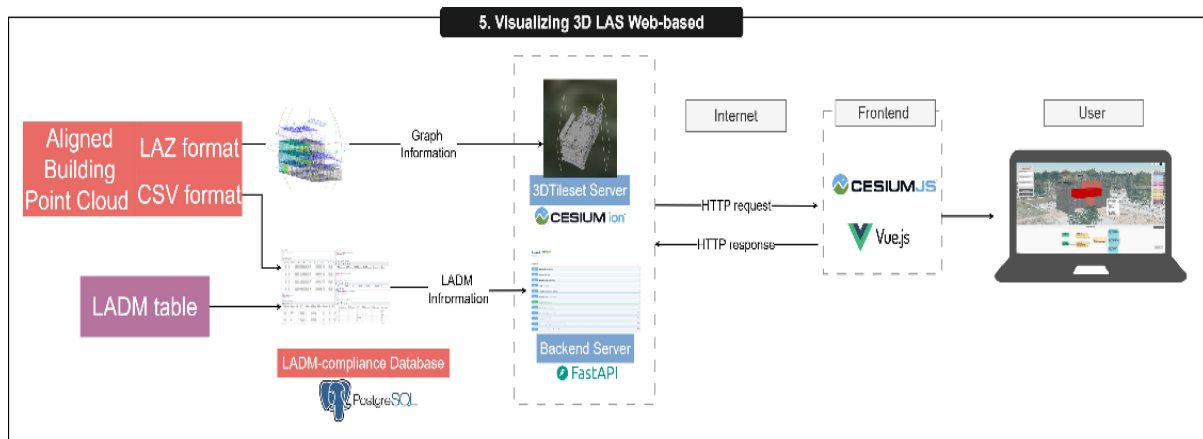 5. Visualizing 3D LAS Web-based
Aligned
Building
Point Cloud
LAZ format
CSV format
LADM table
Graph
Information
LADM
Information
LADM-compliance Database
PostgreSQL
3DTileset Server
CESIUM ion
Backend Server
FastAPI
Internet
HTTP request
HTTP response
Frontend
CESIUMJS
Vue.js
User